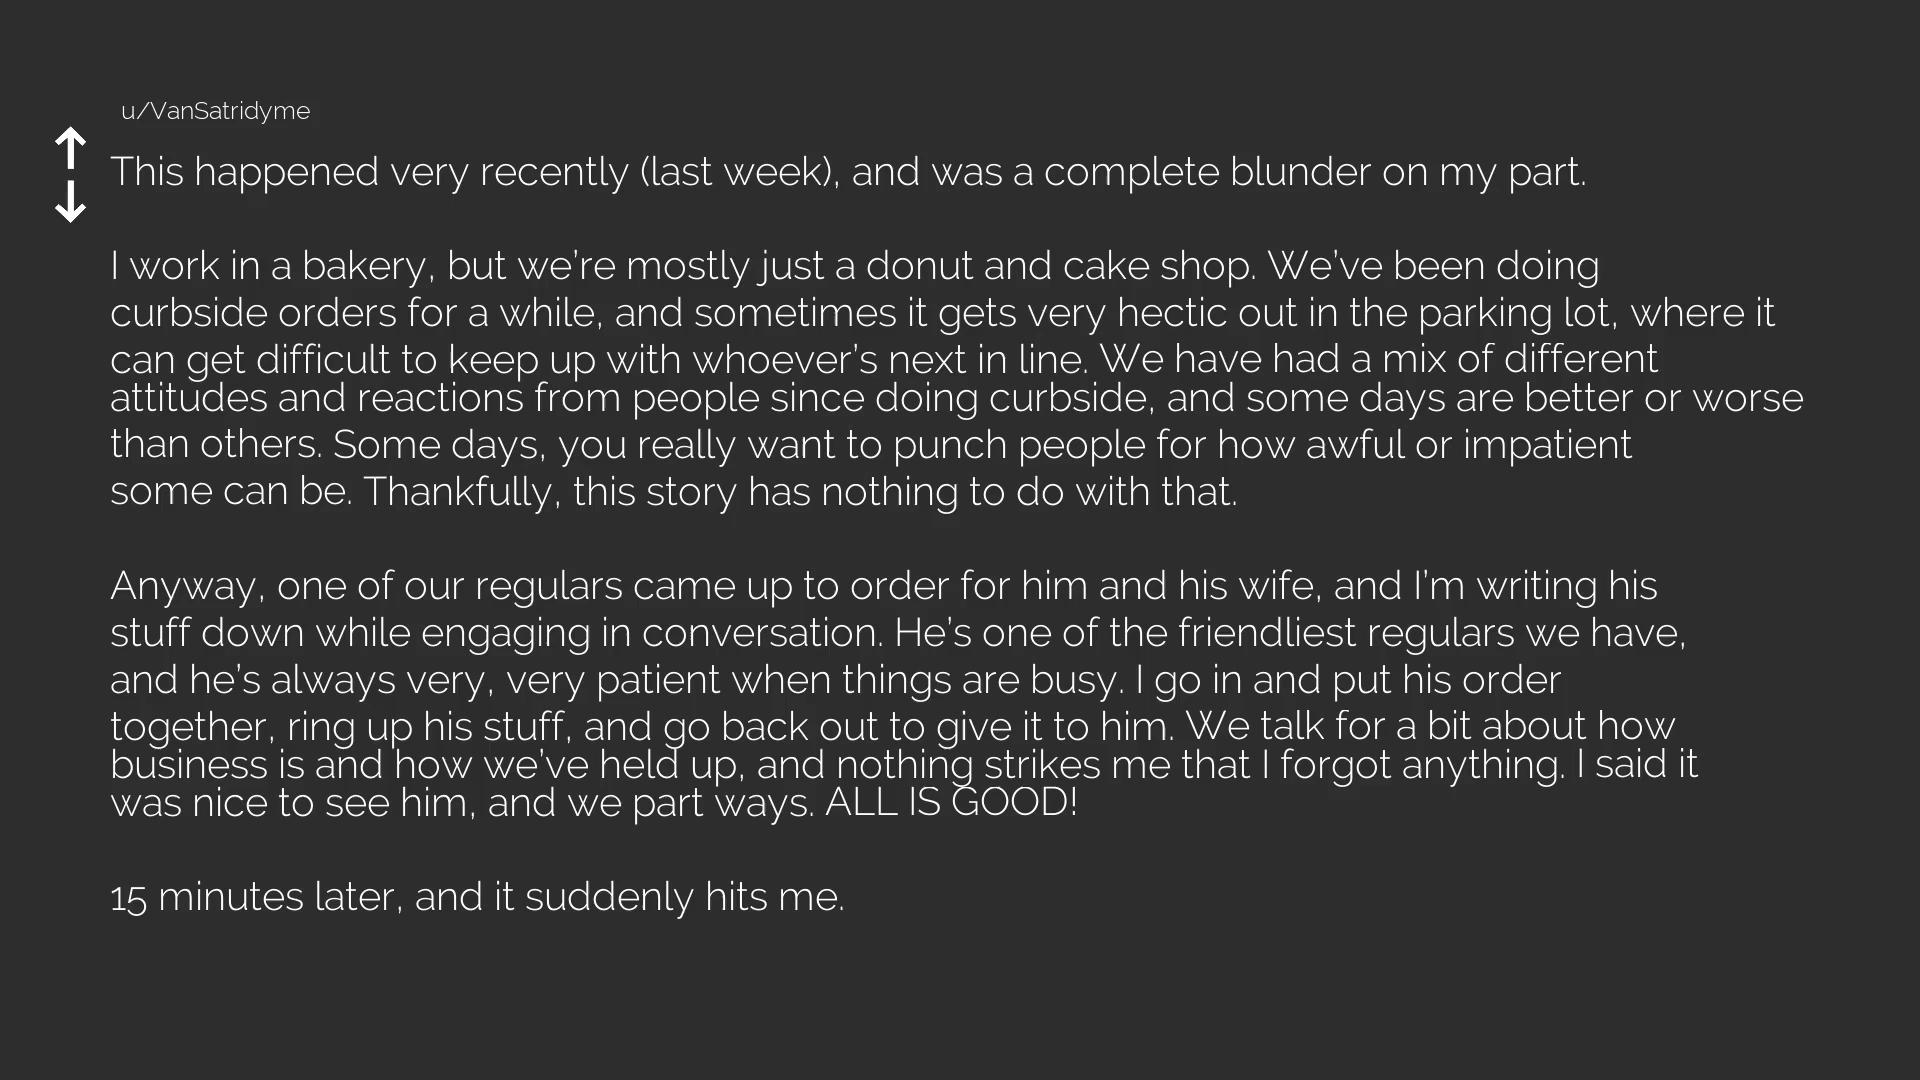 u/VanSatridyme
This happened very recently (last week), and was a complete blunder on my part.
I work in a bakery, but we're mostly just a donut and cake shop. We've been doing
curbside orders for a while, and sometimes it gets very hectic out in the parking lot, where it
can get difficult to keep up with whoever's next in line. We have had a mix of different
attitudes and reactions from people since doing curbside, and some days are better or worse
than others. Some days, you really want to punch people for how awful or impatient
some can be. Thankfully, this story has nothing to do with that.
Anyway, one of our regulars came up to order for him and his wife, and I'm writing his
stuff down while engaging in conversation. He's one of the friendliest regulars we have,
and he's always very, very patient when things are busy. I go in and put his order
together, ring up his stuff, and go back out to give it to him. We talk for a bit about how
business is and how we've held up, and nothing strikes me that I forgot anything. I said it
was nice to see him, and we part ways. ALL IS GOOD!
15 minutes later, and it suddenly hits me.